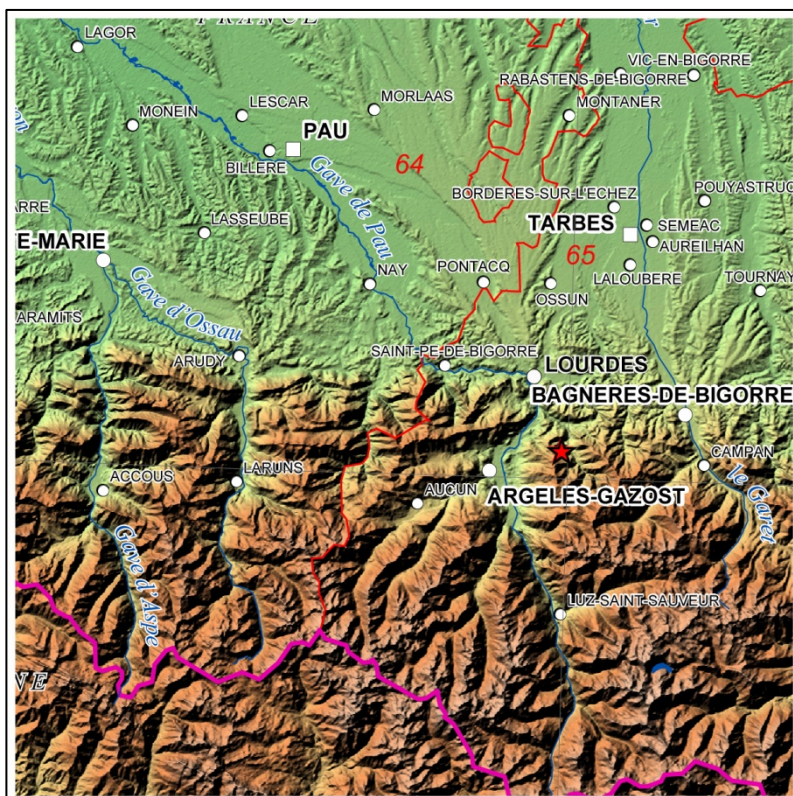 FRANCE
LAGOR
VIC-EN-BIGORRE
RABASTENS-DE-BIGORRE
MONEIN
LESCAR
MORLAAS
MONTANER
PAU
BILLERE
64
Gave de Pau
BORDERES-SUR-L'ECHEZ
POUYASTRUC
ARRE
LASSEUBE
TARBES
SEMEAC
AUREILHAN
TE-MARIE
65
LALOUBERE
Gave d'Ossau
NAY
PONTACQ
OSSUN
TOURNAY
ARAMITS
ARUDY
SAINT-PE-DE-BIGORRE
LOURDES
BAGNERES-DE-BIGORRE
CAMPAN
ACCOUS
LARUNS
AUCUN
ARGELES-GAZOST
le Garet
Gave d'Aspe
LUZ-SAINT-SAUVEUR
NE